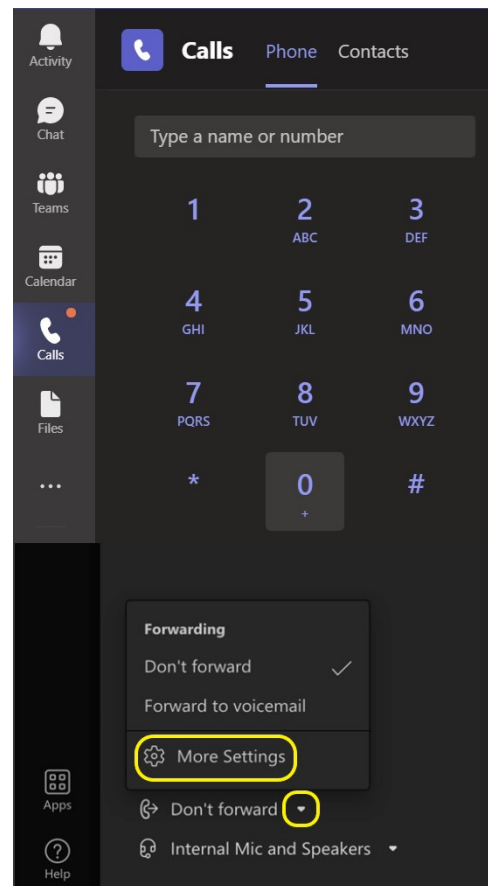 Activity
Chat
Teams
Calendar
Calls
Files
...
Apps
Help
Calls Phone Contacts
Type a name or number
1 2 3
ABC DEF
4 5 6
GHI JKL MNO
7 8 9
PQRS TUV WXYZ
* 0 #
+
Forwarding
Don't forward
Forward to voicemail
More Settings
Don't forward
Internal Mic and Speakers